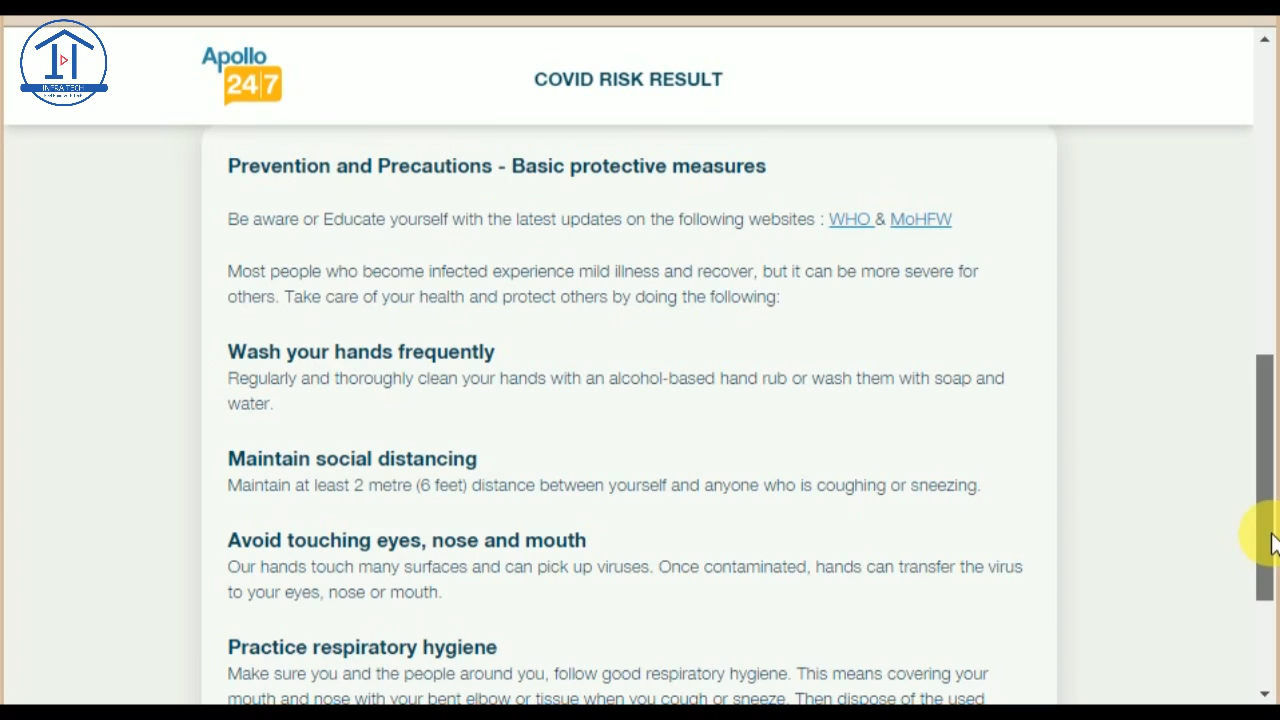 INFRA TECH
Apollo
24|7
COVID RISK RESULT
Prevention and Precautions - Basic protective measures
Be aware or Educate yourself with the latest updates on the following websites : WHO & MoHFW
Most people who become infected experience mild illness and recover, but it can be more severe for
others. Take care of your health and protect others by doing the following:
Wash your hands frequently
Regularly and thoroughly clean your hands with an alcohol-based hand rub or wash them with soap and
water.
Maintain social distancing
Maintain at least 2 metre (6 feet) distance between yourself and anyone who is coughing or sneezing.
Avoid touching eyes, nose and mouth
Our hands touch many surfaces and can pick up viruses. Once contaminated, hands can transfer the virus
to your eyes, nose or mouth.
Practice respiratory hygiene
Make sure you and the people around you, follow good respiratory hygiene. This means covering your
mouth and nose with your bent elbow or tissue when you cough or sneeze. Then dispose of the used